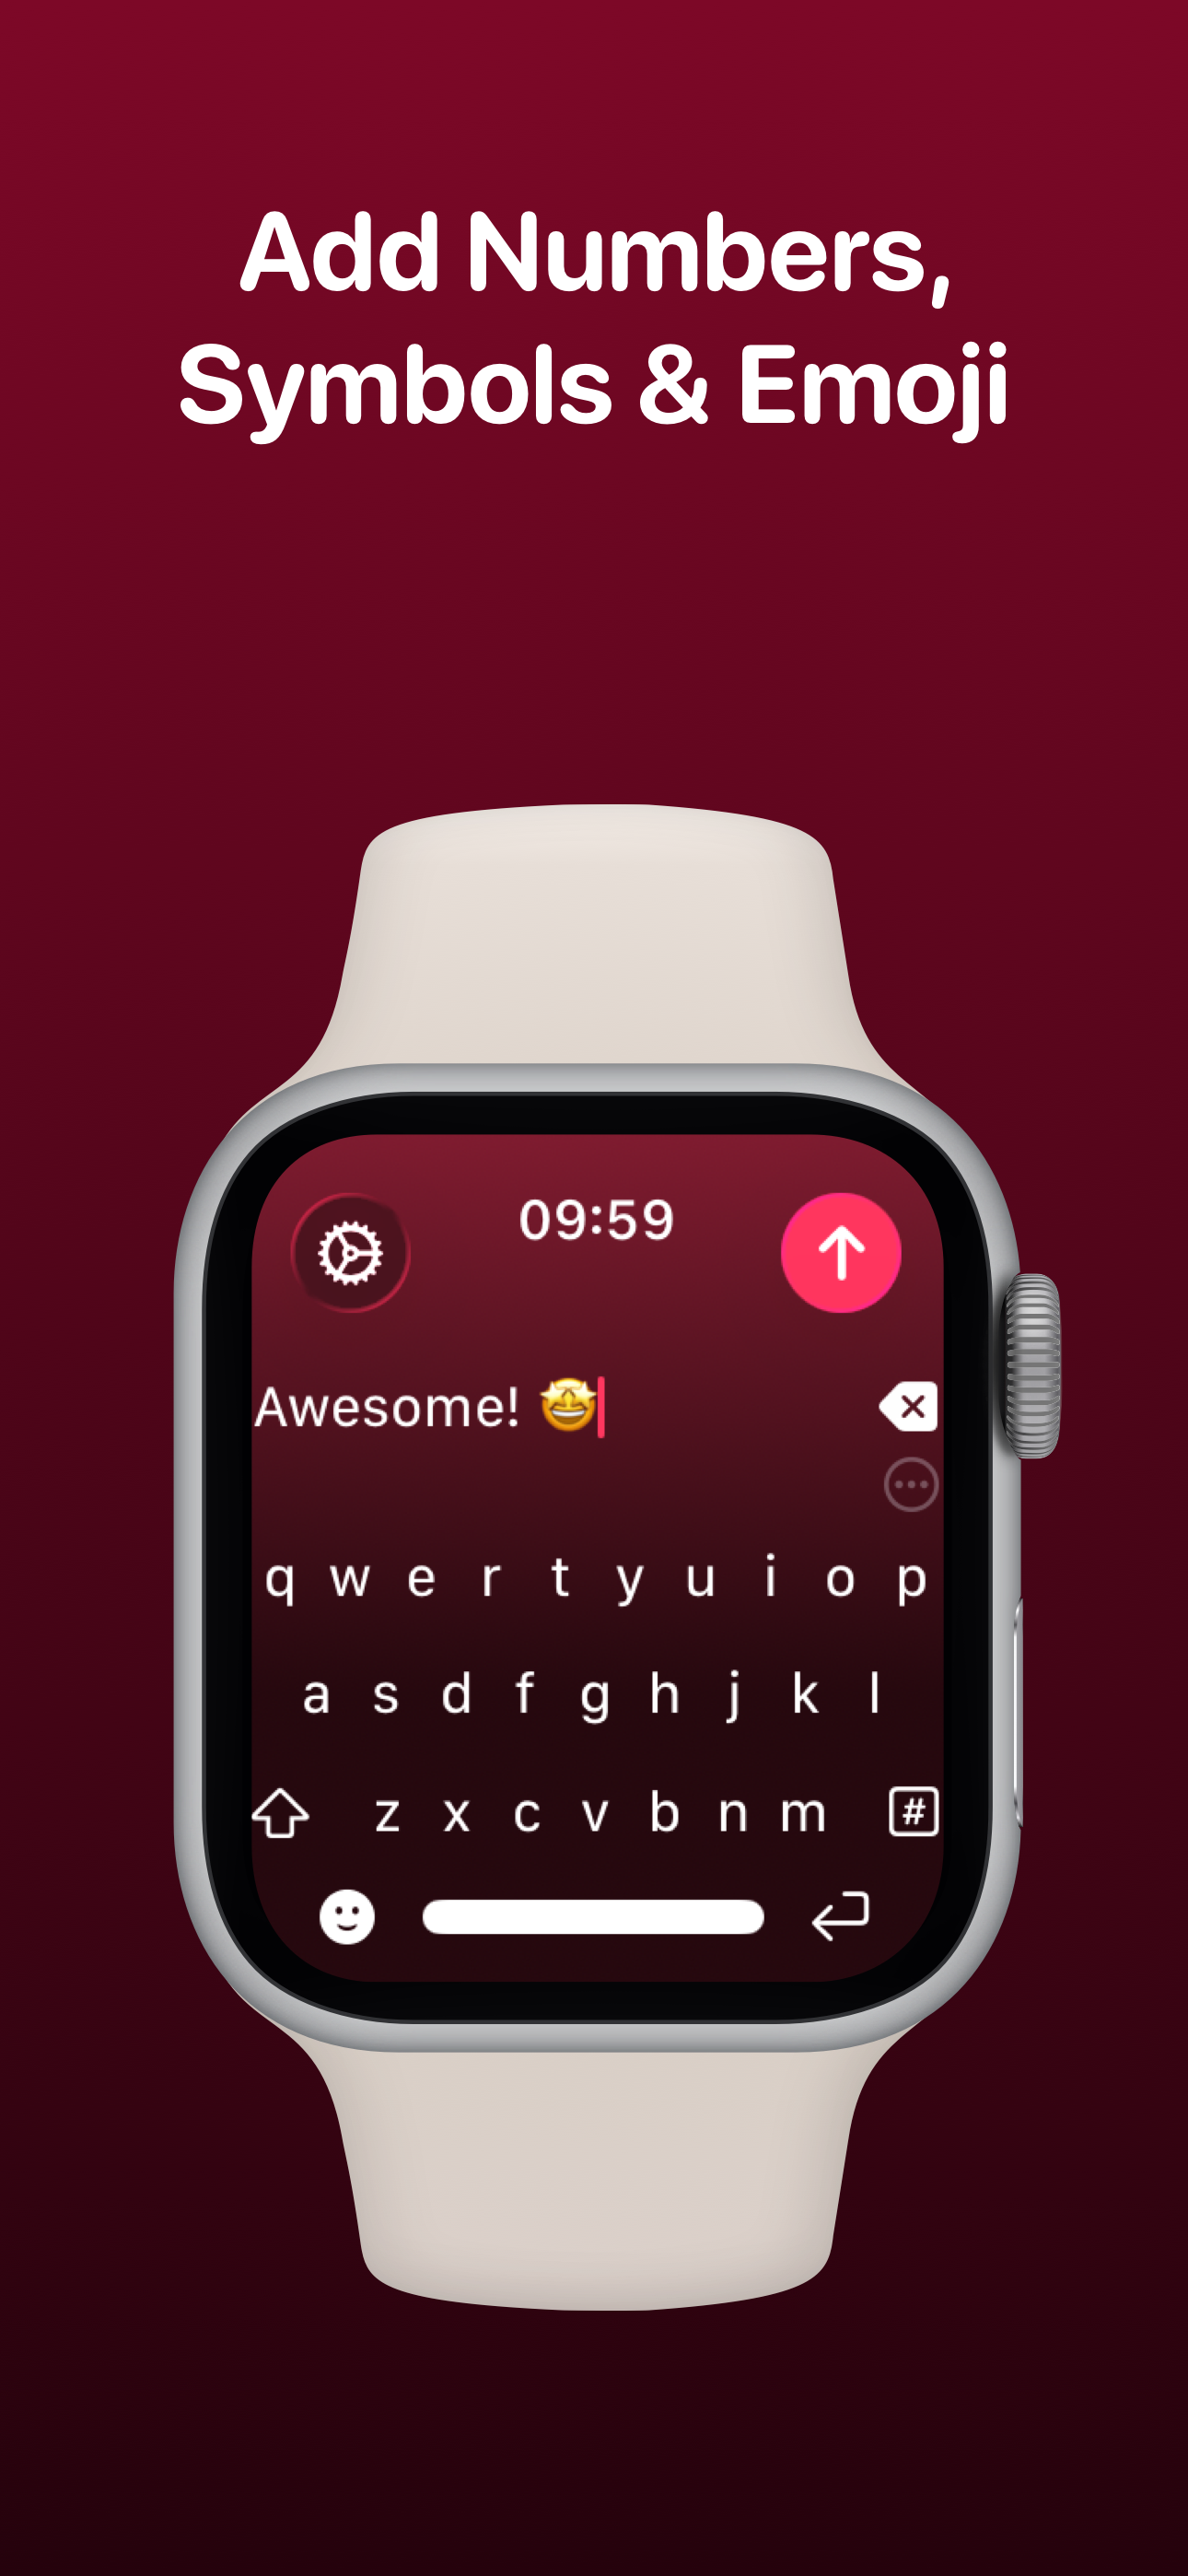 Add Numbers,
Symbols & Emoji
09:59
Awesome! 🤩
q w e r t y u i o p
a s d f g h j k l
z x c v b n m #